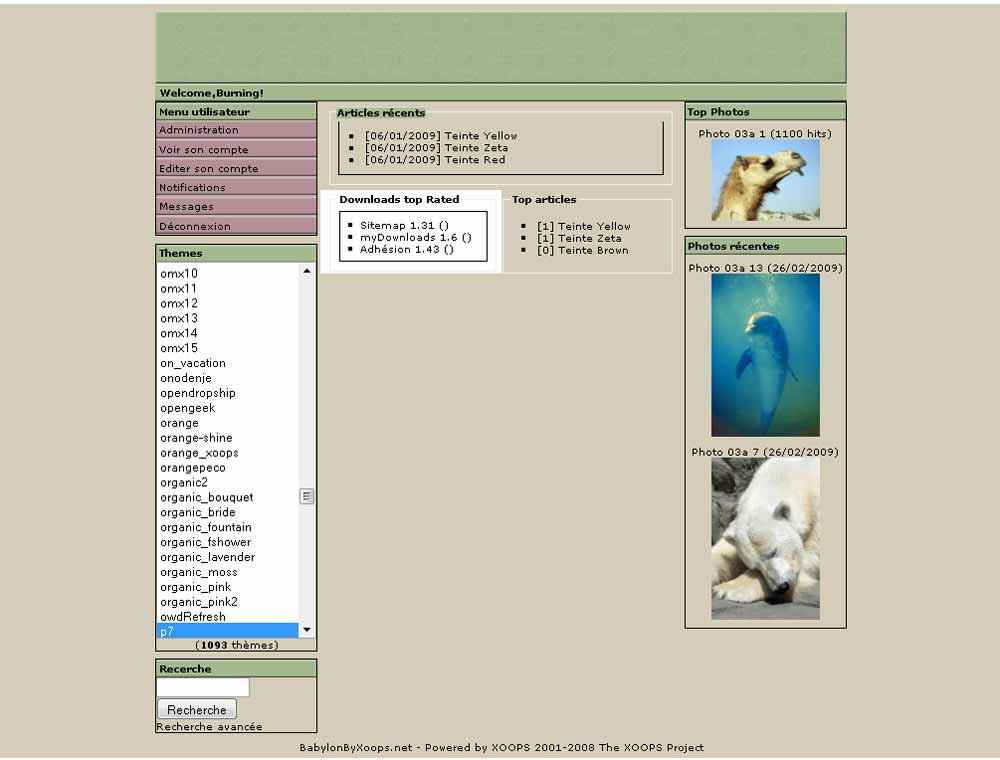 Welcome,Burning!
Menu utilisateur
Administration
Voir son compte
Editer son compte
Notifications
Messages
Déconnexion
Themes
omx10
omx11
omx12
omx13
omx14
omx15
on_vacation
onodenje
opendropship
opengeek
orange
orange-shine
orange_xoops
orangepeco
organic2
organic_bouquet
organic_bride
organic_fountain
organic_fshower
organic_lavender
organic_moss
organic_pink
organic_pink2
owdRefresh
p7
(1093 thèmes)
Recerche
Recherche
Recherche avancée
Articles récents
[06/01/2009] Teinte Yellow
[06/01/2009] Teinte Zeta
[06/01/2009] Teinte Red
Downloads top Rated
Sitemap 1.31 ()
myDownloads 1.6 ()
Adhésion 1.43 ()
Top articles
[1] Teinte Yellow
[1] Teinte Zeta
[0] Teinte Brown
Top Photos
Photo 03a 1 (1100 hits)
Photos récentes
Photo 03a 13 (26/02/2009)
Photo 03a 7 (26/02/2009)
BabylonByXoops.net - Powered by XOOPS 2001-2008 The XOOPS Project